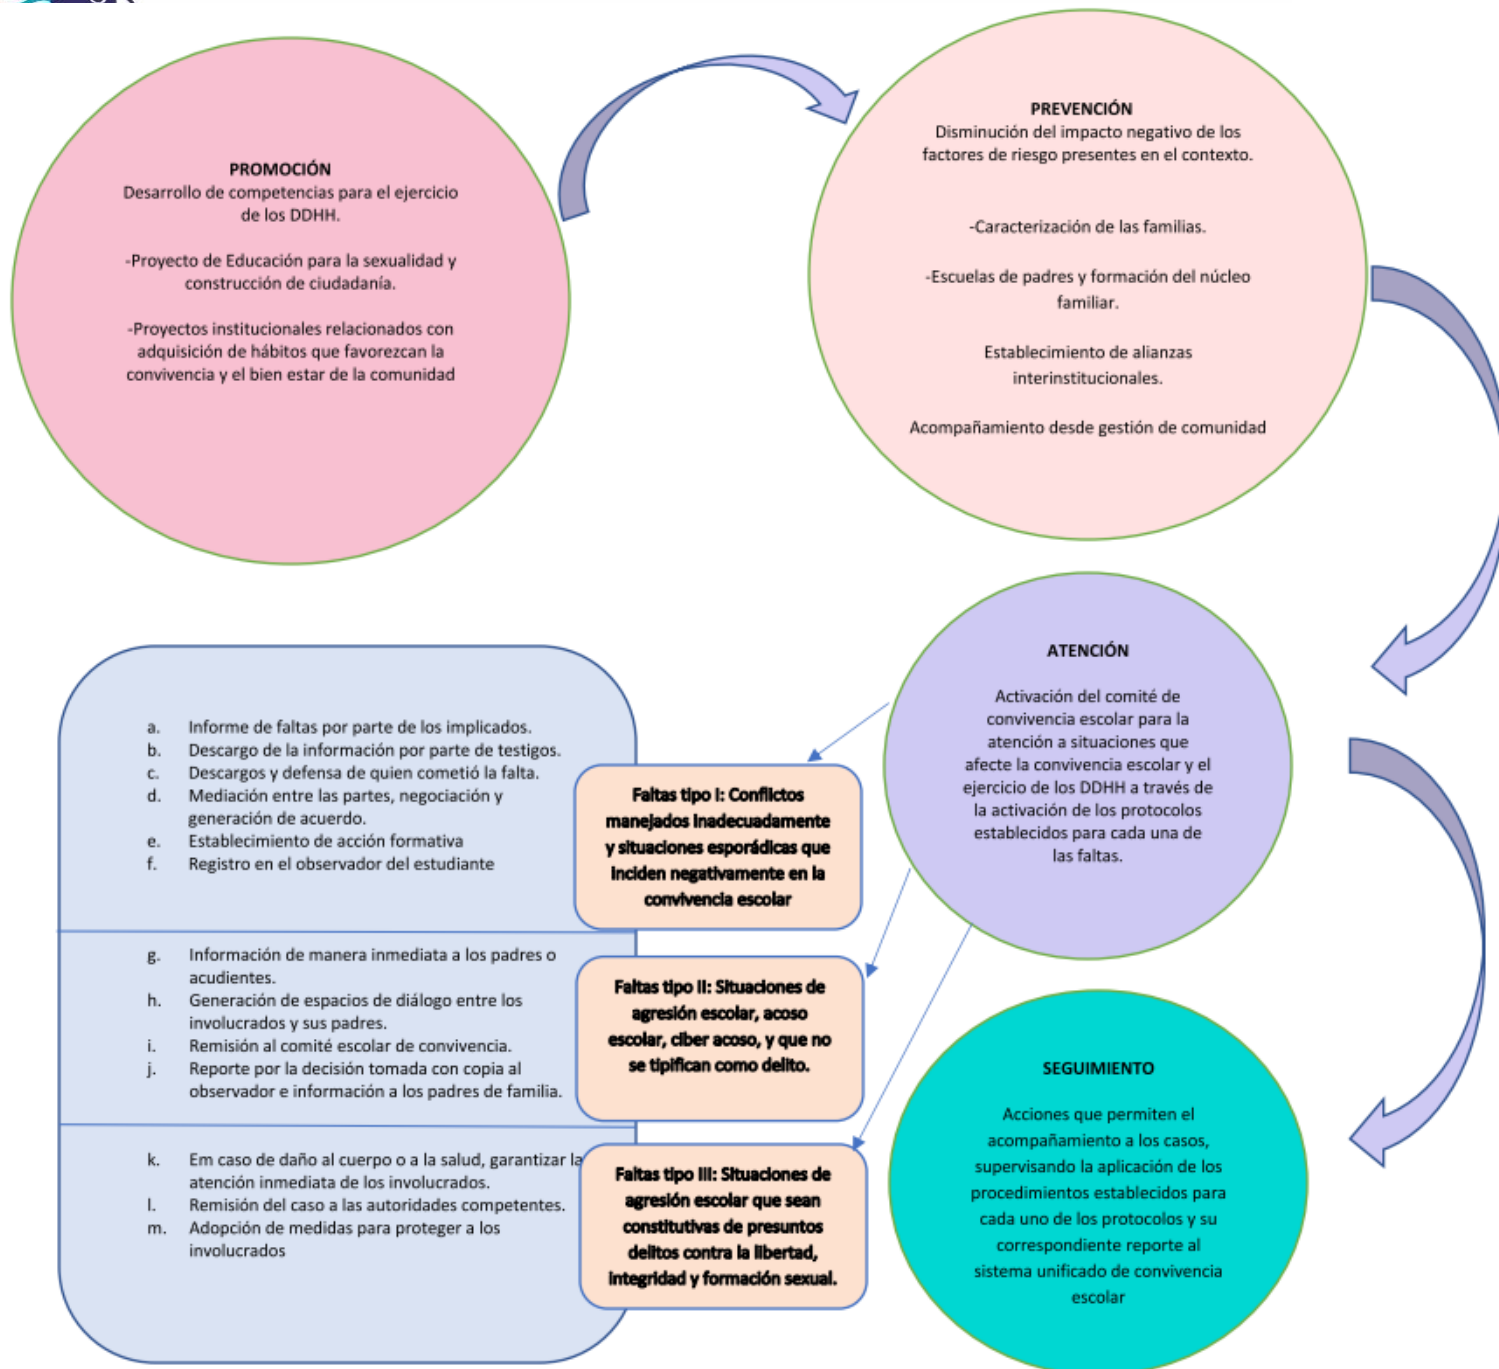 PROMOCIÓN
Desarrollo de competencias para el ejercicio
de los DDHH.
-Proyecto de Educación para la sexualidad y
construcción de ciudadanía.
-Proyectos institucionales relacionados con
adquisición de hábitos que favorezcan la
convivencia y el bien estar de la comunidad
PREVENCIÓN
Disminución del impacto negativo de los
factores de riesgo presentes en el contexto.
-Caracterización de las familias.
-Escuelas de padres y formación del núcleo
familiar.
Establecimiento de alianzas
interinstitucionales.
Acompañamiento desde gestión de comunidad
ATENCIÓN
Activación del comité de
convivencia escolar para la
atención a situaciones que
afecte la convivencia escolar y el
ejercicio de los DDHH a través de
la activación de los protocolos
establecidos para cada una de
las faltas.
a. Informe de faltas por parte de los implicados.
b. Descargo de la información por parte de testigos.
c. Descargos y defensa de quien cometió la falta.
d. Mediación entre las partes, negociación y
generación de acuerdo.
e. Establecimiento de acción formativa
f. Registro en el observador del estudiante
Faltas tipo I: Conflictos
manejados inadecuadamente
y situaciones esporádicas que
inciden negativamente en la
convivencia escolar
g. Información de manera inmediata a los padres o
acudientes.
h. Generación de espacios de diálogo entre los
involucrados y sus padres.
i. Remisión al comité escolar de convivencia.
j. Reporte por la decisión tomada con copia al
observador e información a los padres de familia.
Faltas tipo II: Situaciones de
agresión escolar, acoso
escolar, ciber acoso, y que no
se tipifican como delito.
k. Em caso de daño al cuerpo o a la salud, garantizar la
atención inmediata de los involucrados.
l. Remisión del caso a las autoridades competentes.
m. Adopción de medidas para proteger a los
involucrados
Faltas tipo III: Situaciones de
agresión escolar que sean
constitutivas de presuntos
delitos contra la libertad,
integridad y formación sexual.
SEGUIMIENTO
Acciones que permiten el
acompañamiento a los casos,
supervisando la aplicación de los
procedimientos establecidos para
cada uno de los protocolos y su
correspondiente reporte al
sistema unificado de convivencia
escolar